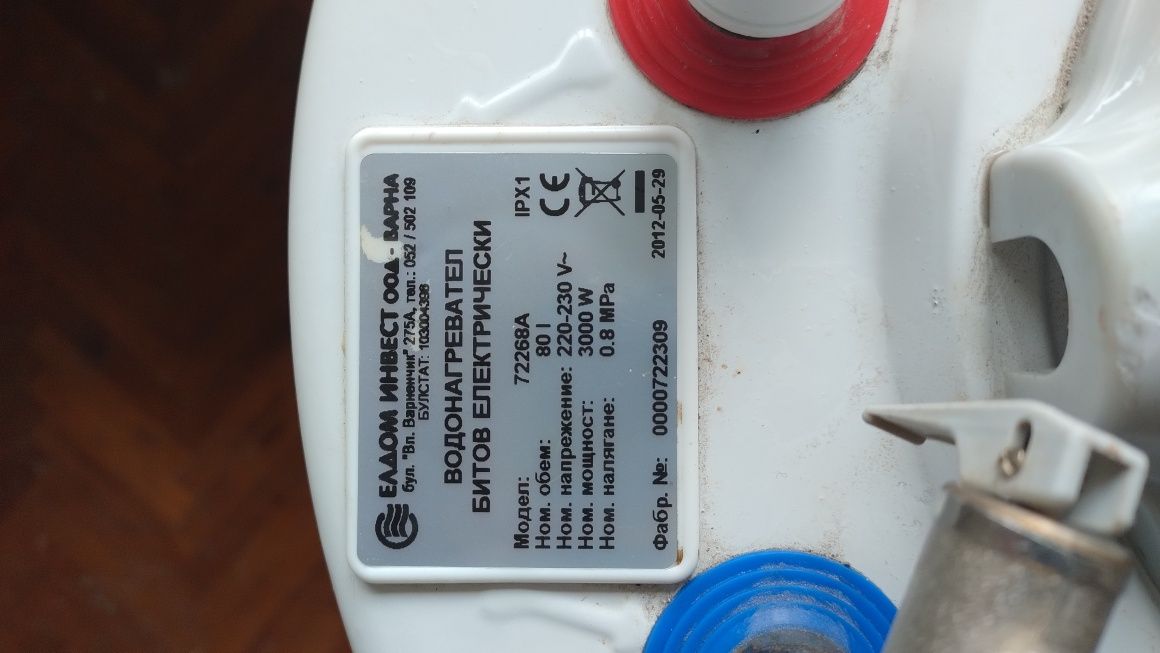 ЕЛДОМ ИНВЕСТ ООД - ВАРНА
бул. "Вл. Варненчик" 275А, тел.: 052 / 502 109
БУЛСТАТ: 103004398
ВОДОНАГРЕВАТЕЛ
БИТОВ ЕЛЕКТРИЧЕСКИ
Модел: 72268A IPX1
Ном. обем: 80 l CE
Ном. напрежение: 220-230 V~
Ном. мощност: 3000 W
Ном. налягане: 0.8 MPa
Фабр. №: 0000722309 2012-05-29